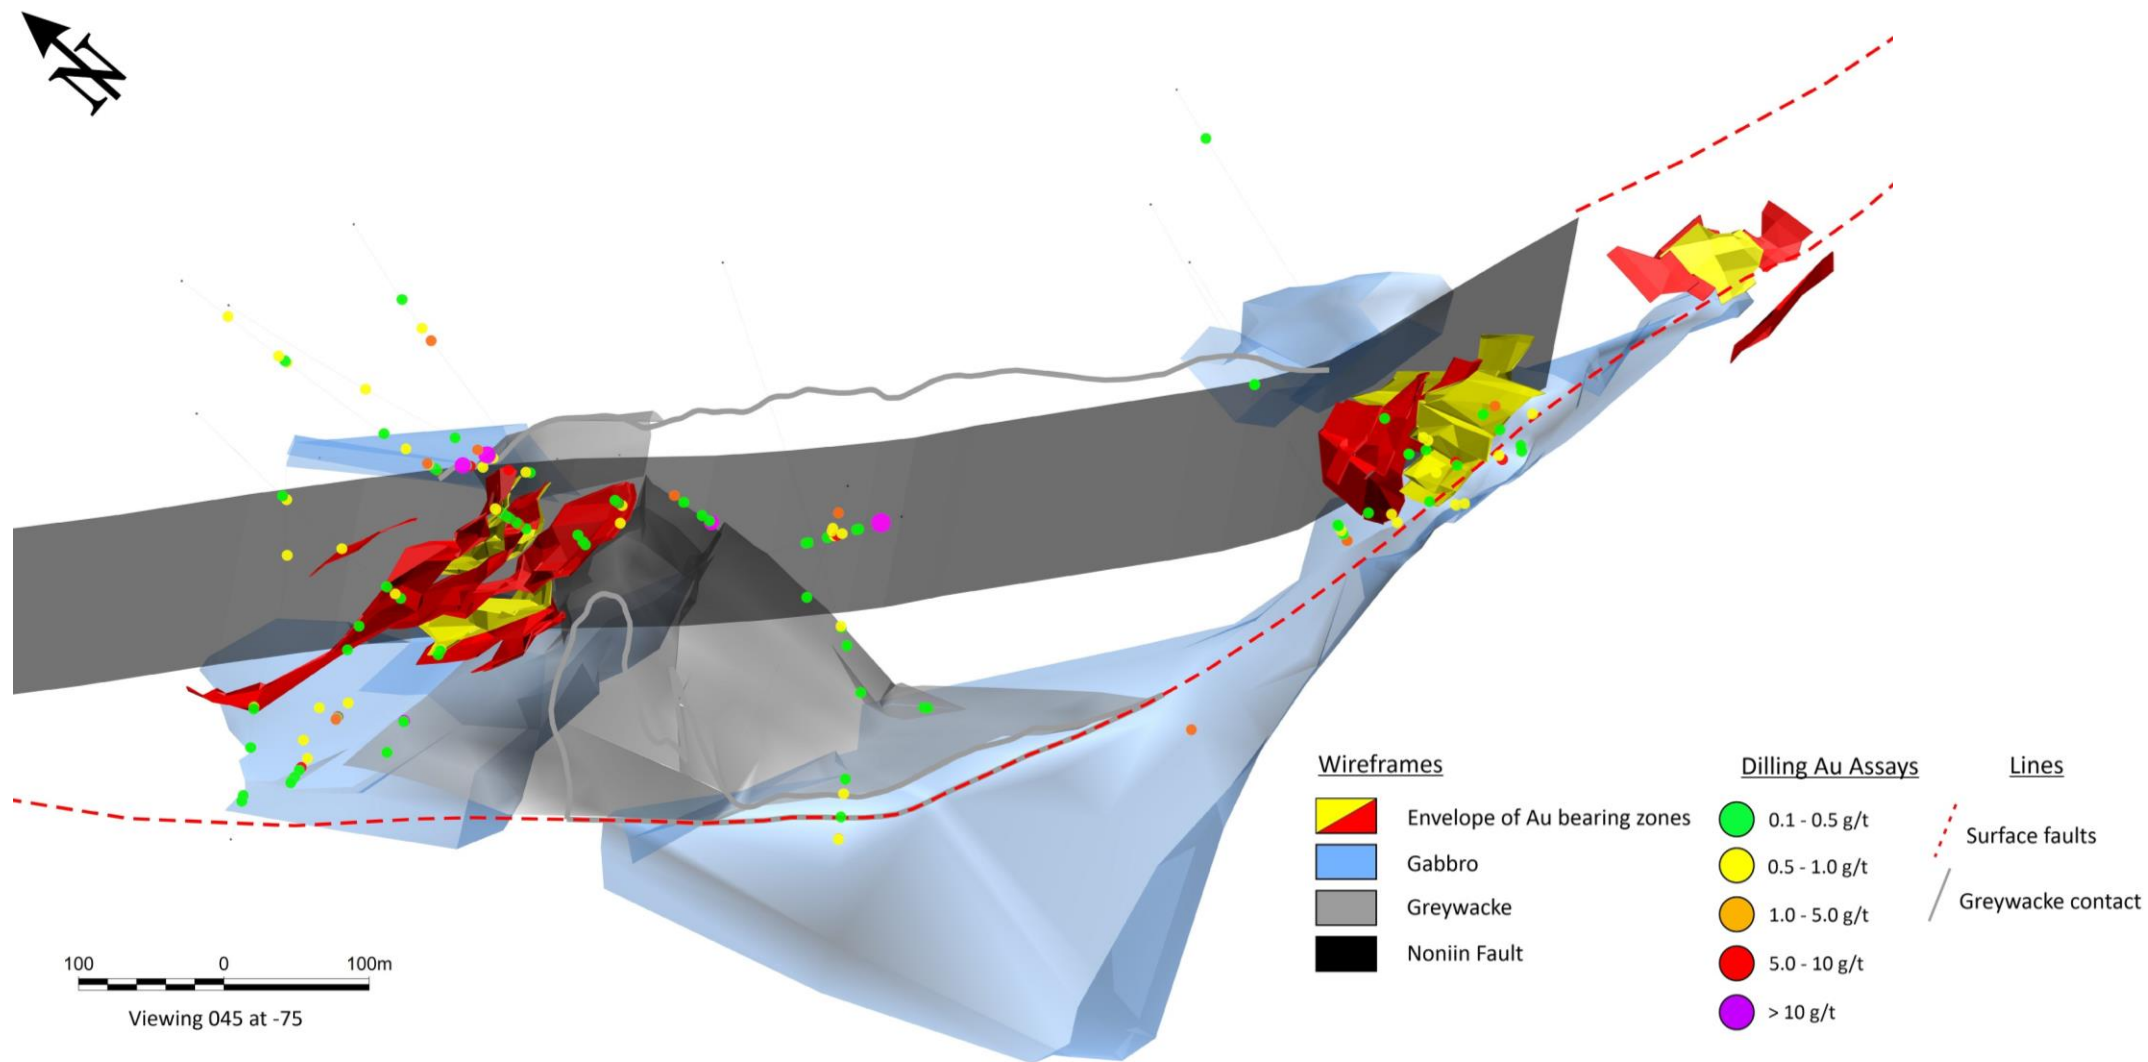 N
Wireframes
Envelope of Au bearing zones
Gabbro
Greywacke
Noniin Fault
Dilling Au Assays
0.1 - 0.5 g/t
0.5 - 1.0 g/t
1.0 - 5.0 g/t
5.0 - 10 g/t
> 10 g/t
Lines
Surface faults
Greywacke contact
100 0 100m
Viewing 045 at -75